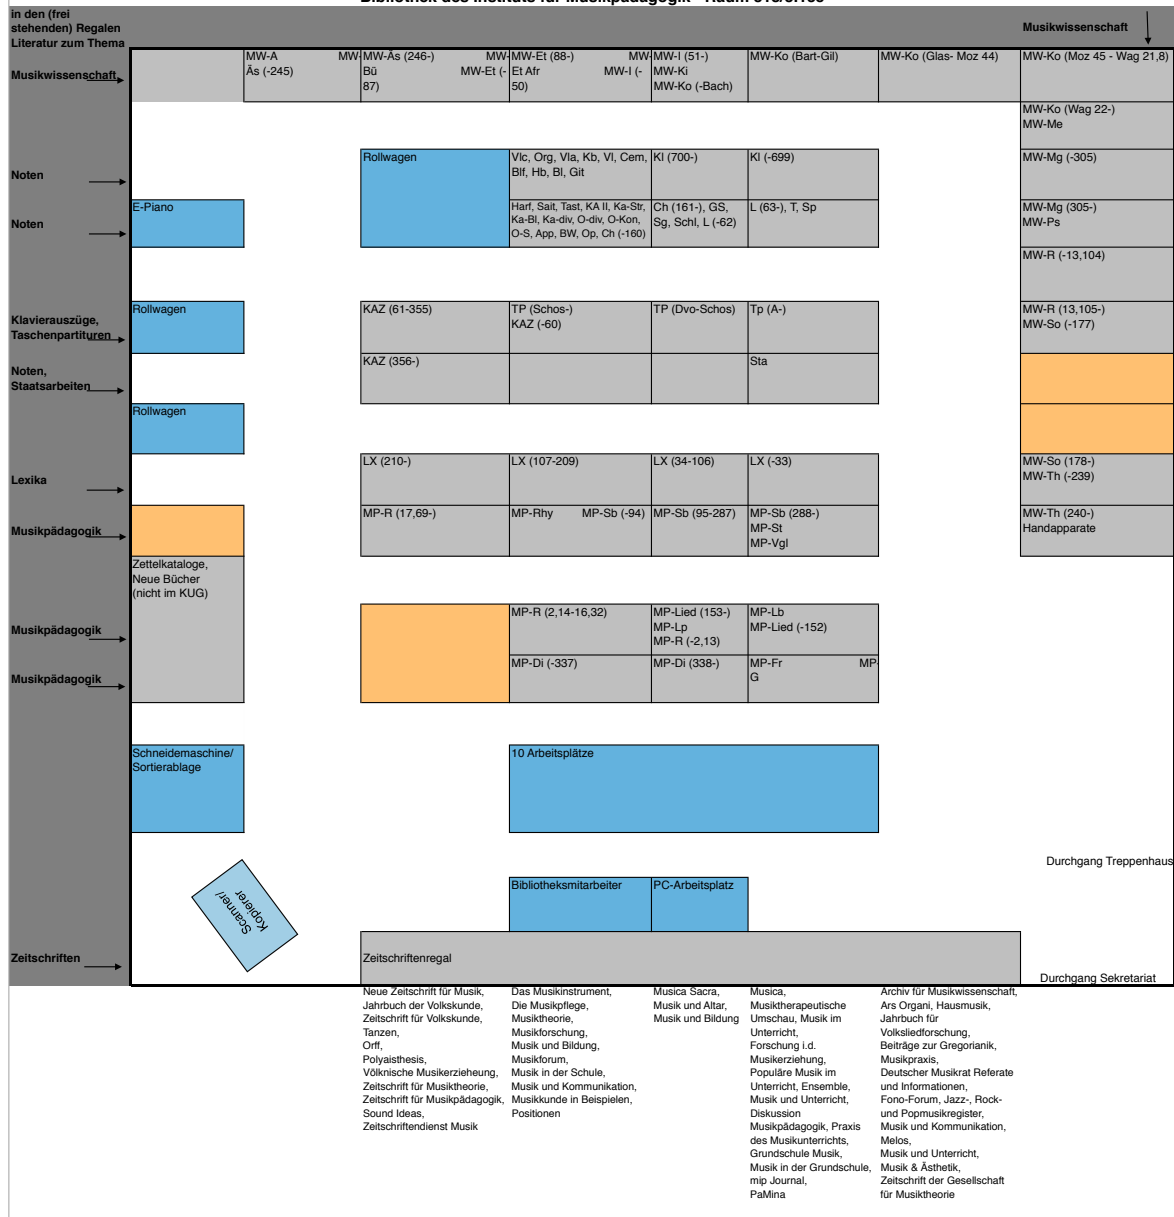 in den (frei
stehenden) Regalen
Literatur zum Thema
Musikwissenschaft
Musikwissenschaft
MW-A MW-
Äs (-245)
MW-Äs (246-) MW-
Bü MW-Et (-
87)
MW-Et (88-) MW-
Et Afr MW-I (-
50)
MW-I (51-)
MW-Ki
MW-Ko (-Bach)
MW-Ko (Bart-Gil)
MW-Ko (Glas- Moz 44)
MW-Ko (Moz 45 - Wag 21,8)
MW-Ko (Wag 22-)
MW-Me
Noten
Rollwagen
Vlc, Org, Vla, Kb, Vl, Cem,
Blf, Hb, Bl, Git
Kl (700-)
Kl (-699)
MW-Mg (-305)
Noten
E-Piano
Harf, Sait, Tast, KA II, Ka-Str,
Ka-Bl, Ka-div, O-div, O-Kon,
O-S, App, BW, Op, Ch (-160)
Ch (161-), GS,
Sg, Schl, L (-62)
L (63-), T, Sp
MW-Mg (305-)
MW-Ps
MW-R (-13,104)
Klavierauszüge,
Taschenpartituren
Rollwagen
KAZ (61-355)
TP (Schos-)
KAZ (-60)
TP (Dvo-Schos)
Tp (A-)
MW-R (13,105-)
MW-So (-177)
Noten,
Staatsarbeiten
KAZ (356-)
Sta
Rollwagen
Lexika
LX (210-)
LX (107-209)
LX (34-106)
LX (-33)
MW-So (178-)
MW-Th (-239)
Musikpädagogik
MP-R (17,69-)
MP-Rhy MP-Sb (-94)
MP-Sb (95-287)
MP-Sb (288-)
MP-St
MP-Vgl
MW-Th (240-)
Handapparate
Zettelkataloge,
Neue Bücher
(nicht im KUG)
Musikpädagogik
MP-R (2,14-16,32)
MP-Lied (153-)
MP-Lp
MP-R (-2,13)
MP-Lb
MP-Lied (-152)
Musikpädagogik
MP-Di (-337)
MP-Di (338-)
MP-Fr MP-
G
Schneidemaschine/
Sortierablage
10 Arbeitsplätze
Durchgang Treppenhaus
Scanner/
Kopierer
Bibliotheksmitarbeiter
PC-Arbeitsplatz
Zeitschriften
Zeitschriftenregal
Durchgang Sekretariat
Neue Zeitschrift für Musik,
Jahrbuch der Volkskunde,
Zeitschrift für Volkskunde,
Tanzen,
Orff,
Polyaisthesis,
Völknische Musikerzieheung,
Zeitschrift für Musiktheorie,
Zeitschrift für Musikpädagogik,
Sound Ideas,
Zeitschriftendienst Musik
Das Musikinstrument,
Die Musikpflege,
Musiktheorie,
Musikforschung,
Musik und Bildung,
Musikforum,
Musik in der Schule,
Musik und Kommunikation,
Musikkunde in Beispielen,
Positionen
Musica Sacra,
Musik und Altar,
Musik und Bildung
Musica,
Musiktherapeutische
Umschau, Musik im
Unterricht,
Forschung i.d.
Musikerziehung,
Populäre Musik im
Unterricht, Ensemble,
Musik und Unterricht,
Diskussion
Musikpädagogik, Praxis
des Musikunterrichts,
Grundschule Musik,
Musik in der Grundschule,
mip Journal,
PaMina
Archiv für Musikwissenschaft,
Ars Organi, Hausmusik,
Jahrbuch für
Volksliedforschung,
Beiträge zur Gregorianik,
Musikpraxis,
Deutscher Musikrat Referate
und Informationen,
Fono-Forum, Jazz-, Rock-
und Popmusikregister,
Musik und Kommunikation,
Melos,
Musik und Unterricht,
Musik & Ästhetik,
Zeitschrift der Gesellschaft
für Musiktheorie